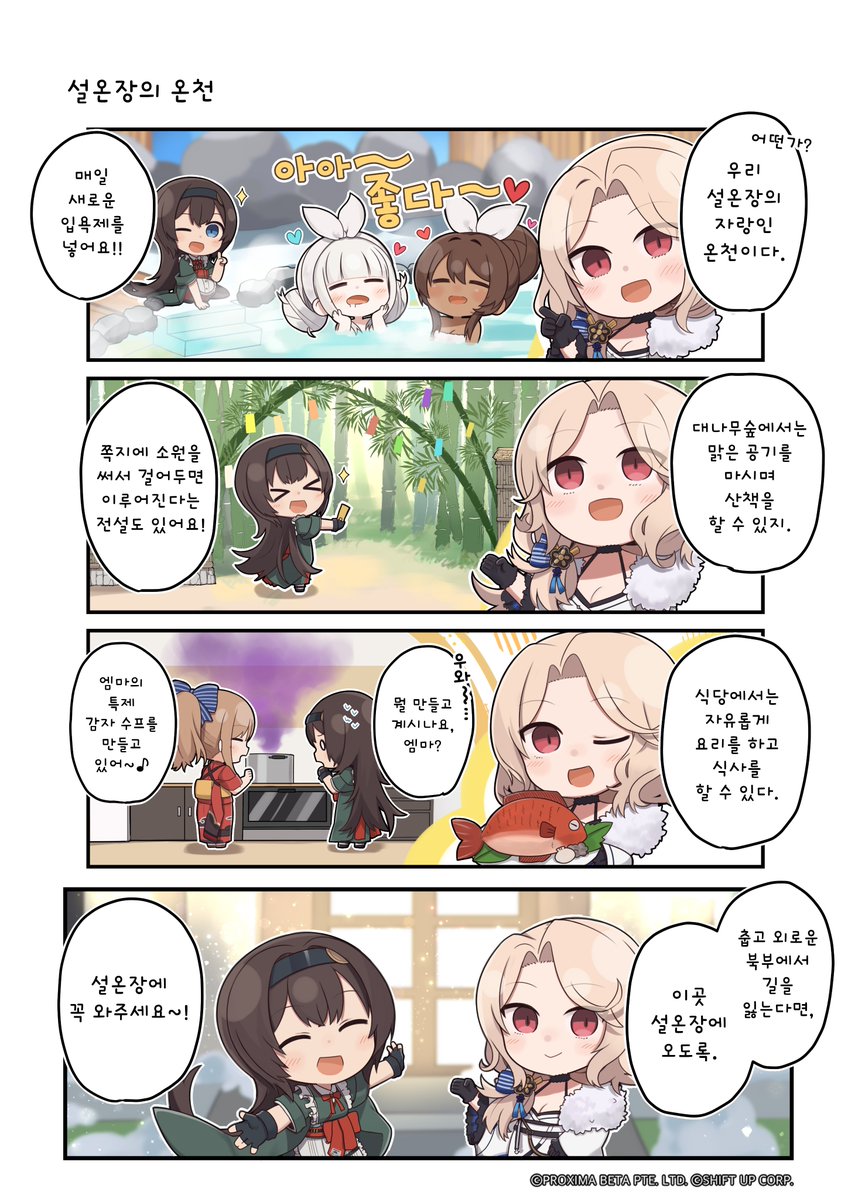 설온장의 온천
어떤가?
우리
설온장의
자랑인
온천이다.
아아~
좋다~
매일
새로운
입욕제를
넣어요!!
대나무숲에서는
맑은 공기를
마시며
산책을
할 수 있지.
쪽지에 소원을
써서 걸어두면
이루어진다는
전설도 있어요!
식당에서는
자유롭게
요리를 하고
식사를
할 수 있다.
우와~...
뭘 만들고
계시나요,
엠마?
엠마의
특제
감자 수프를
만들고
있어~♪
춥고 외로운
북부에서
길을
잃는다면,
이곳
설온장에
오도록.
설온장에
꼭 와주세요~!
©PROXIMA BETA PTE. LTD. ©SHIFT UP CORP.